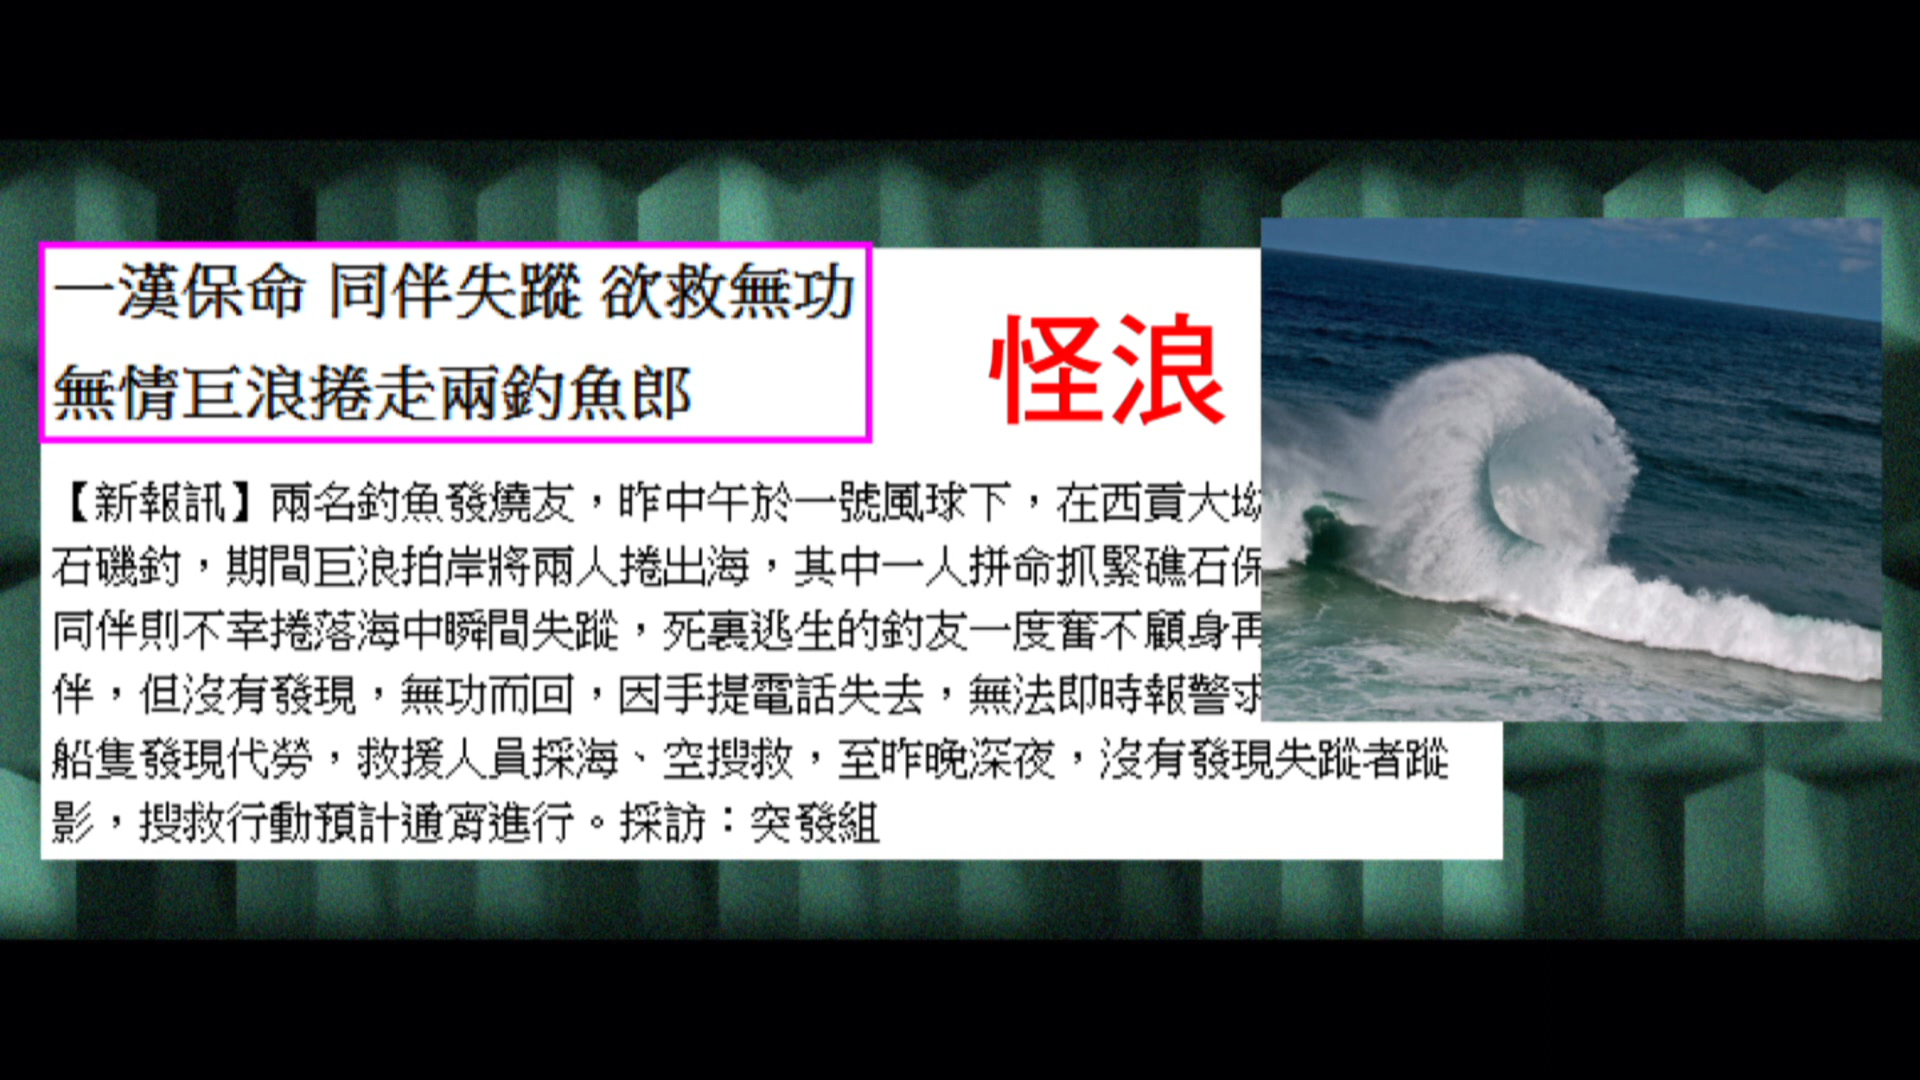 一漢保命 同伴失蹤 欲救無功
無情巨浪捲走兩釣魚郎
怪浪
【新報訊】兩名釣魚發燒友，昨中午於一號風球下，在西貢大坳
石磯釣，期間巨浪拍岸將兩人捲出海，其中一人拼命抓緊礁石保
同伴則不幸捲落海中瞬間失蹤，死裏逃生的釣友一度奮不顧身再
伴，但沒有發現，無功而回，因手提電話失去，無法即時報警求
船隻發現代勞，救援人員採海、空搜救，至昨晚深夜，沒有發現失蹤者蹤
影，搜救行動預計通宵進行。採訪：突發組